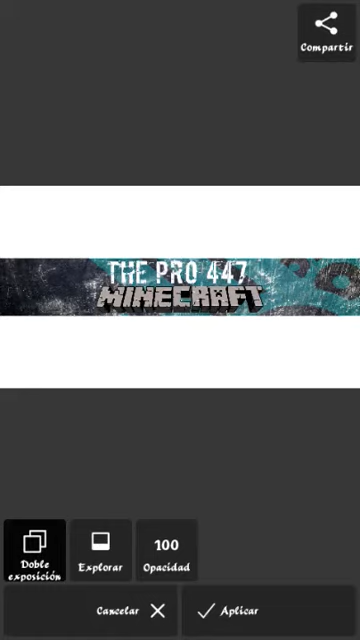 Compartir
THE PRO 447
MINECRAFT
100
Doble exposición
Explorar
Opacidad
Cancelar
Aplicar